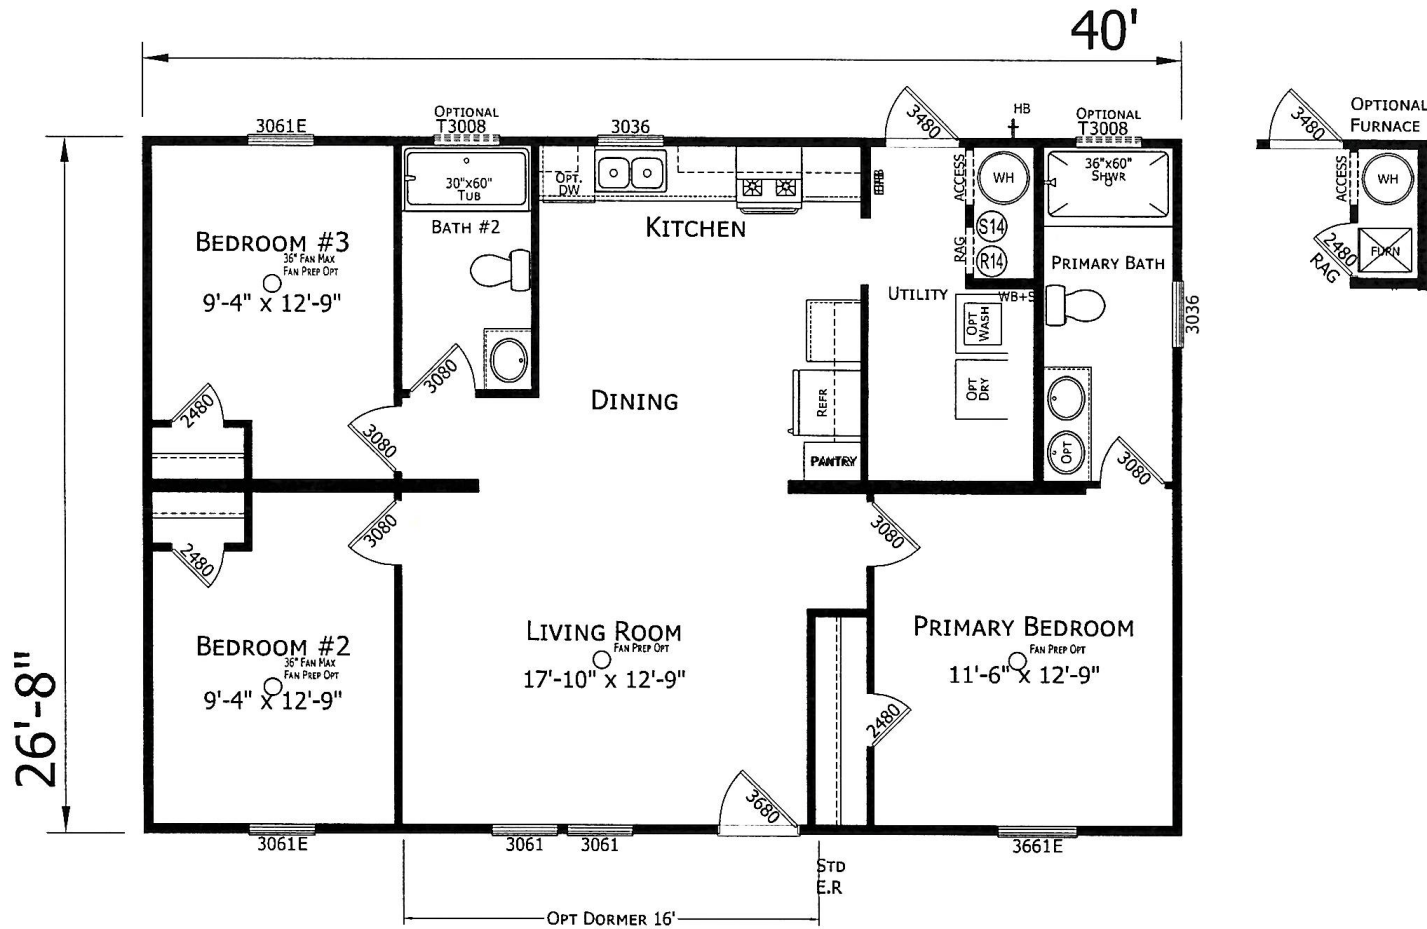 40'
26'-8"
3061E
OPTIONAL
T3008
3036
3480
HB
OPTIONAL
T3008
3480
OPTIONAL
FURNACE
OPT.
DW
30"x60"
TUB
BATH #2
KITCHEN
ACCESS
WH
S14
R14
RAG
36"x60"
SHWR
PRIMARY BATH
ACCESS
WH
2480
RAG
FURN
BEDROOM #3
36" FAN MAX
FAN PREP OPT
9'-4" x 12'-9"
UTILITY
WB+S
OPT
WASH
3036
3080
DINING
REFR
OPT
DRY
2480
3080
PANTRY
OPT
3080
3080
2480
3080
BEDROOM #2
36" FAN MAX
FAN PREP OPT
9'-4" x 12'-9"
LIVING ROOM
FAN PREP OPT
17'-10" x 12'-9"
PRIMARY BEDROOM
FAN PREP OPT
11'-6" x 12'-9"
2480
3680
3061E
3061
3061
3661E
STD
E.R
OPT DORMER 16'